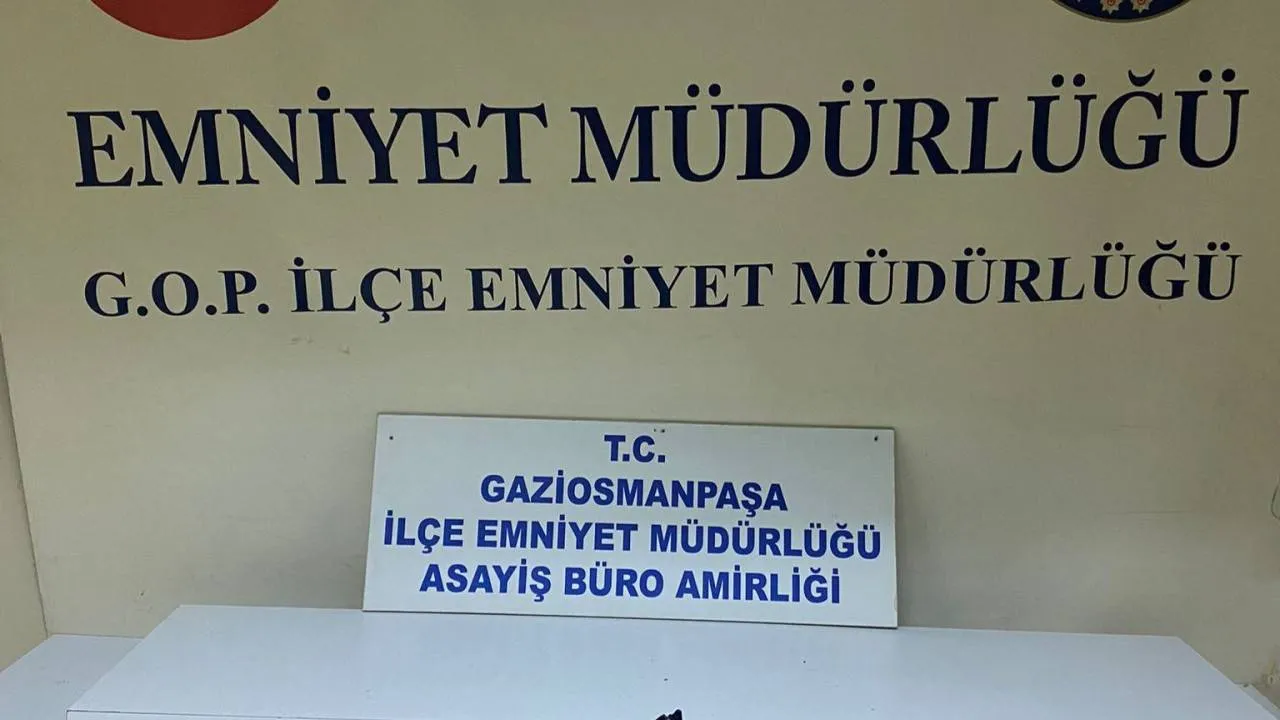 EMNİYET MÜDÜRLÜĞÜ
G.O.P. İLÇE EMNİYET MÜDÜRLÜĞÜ
T.C.
GAZİOSMANPAŞA
İLÇE EMNİYET MÜDÜRLÜĞÜ
ASAYİŞ BÜRO AMİRLİĞİ